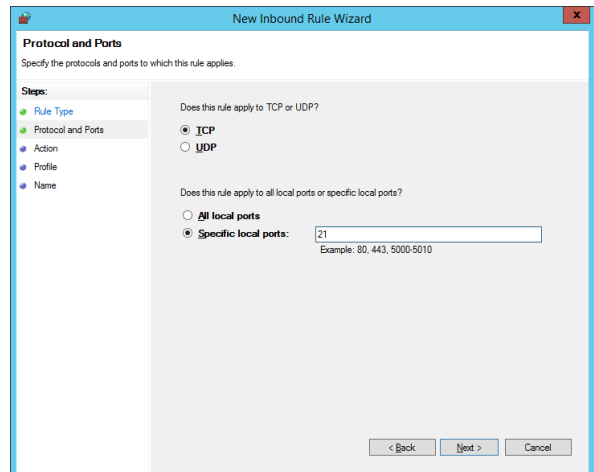 New Inbound Rule Wizard
x
Protocol and Ports
Specify the protocols and ports to which this rule applies.
Steps:
Rule Type
Protocol and Ports
Action
Profile
Name
Does this rule apply to TCP or UDP?
TCP
UDP
Does this rule apply to all local ports or specific local ports?
All local ports
Specific local ports: 21
Example: 80, 443, 5000-5010
< Back Next > Cancel